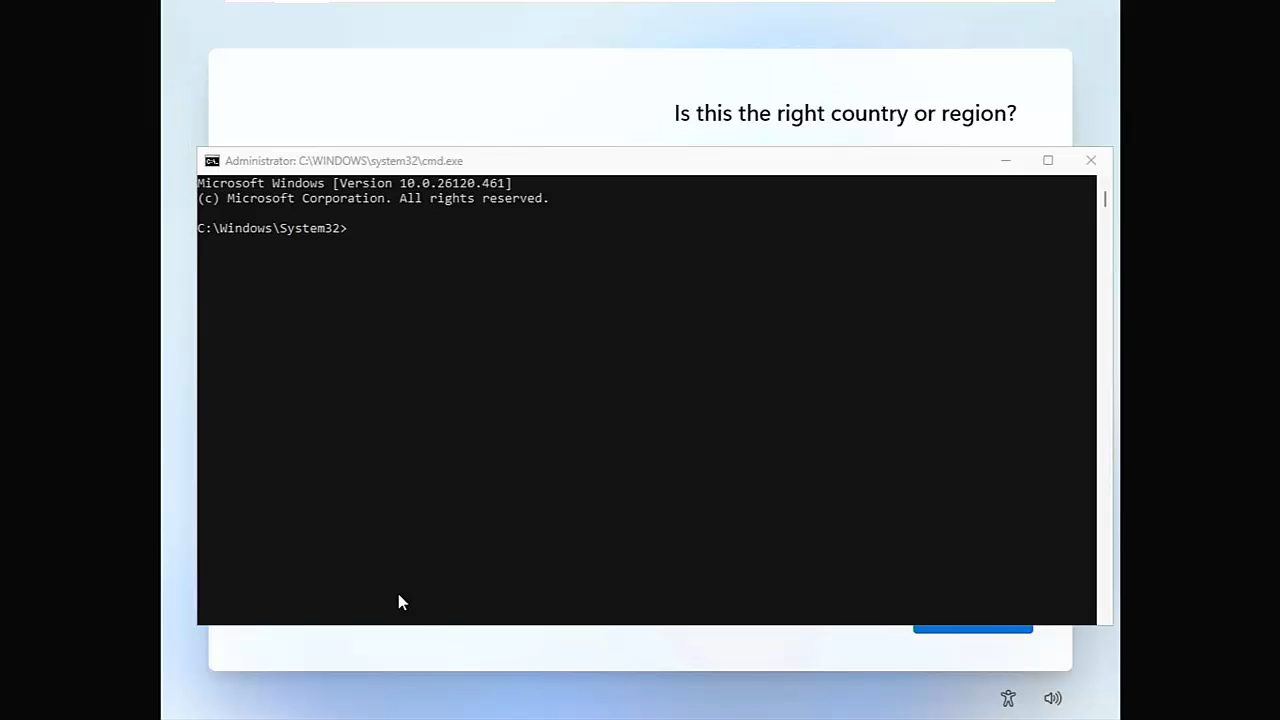 Is this the right country or region?
Administrator: C:\WINDOWS\system32\cmd.exe
Microsoft Windows [Version 10.0.26120.461]
(c) Microsoft Corporation. All rights reserved.
C:\Windows\System32>